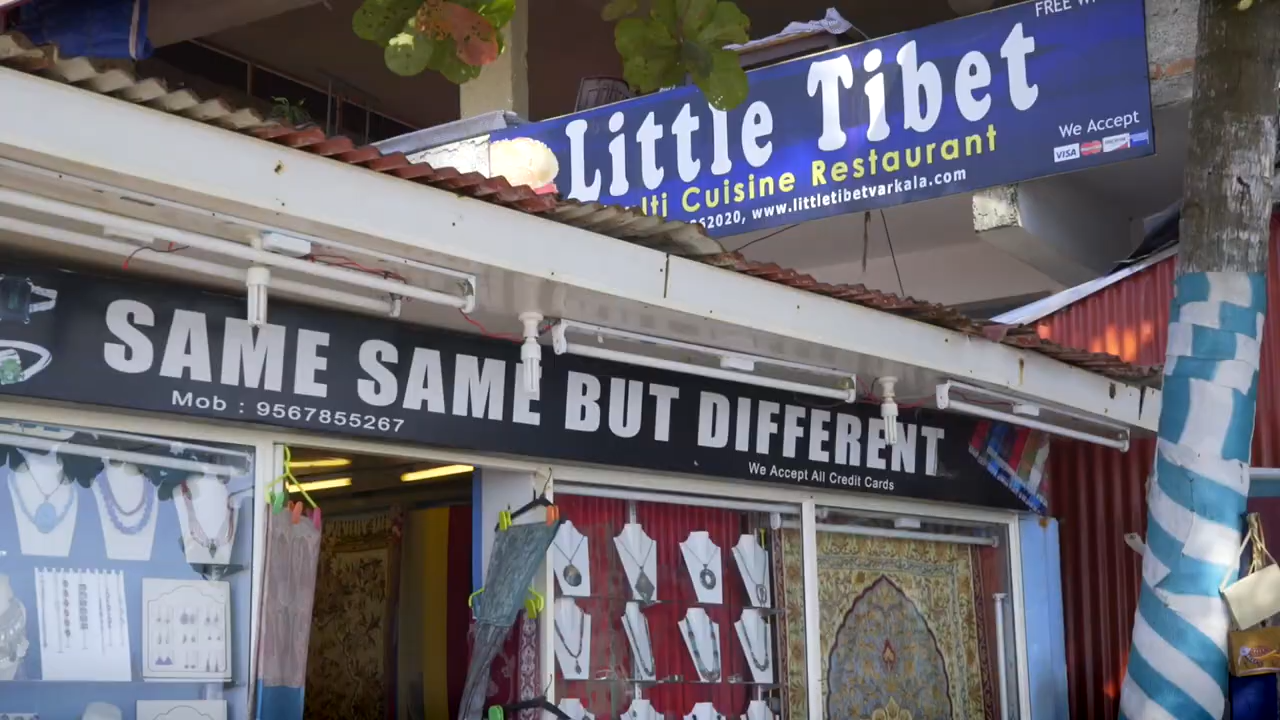 FREE
Little Tibet
lti Cuisine Restaurant
We Accept
VISA
62020, www.littletibetvarkala.com
SAME SAME BUT DIFFERENT
Mob : 9567855267
We Accept All Credit Cards